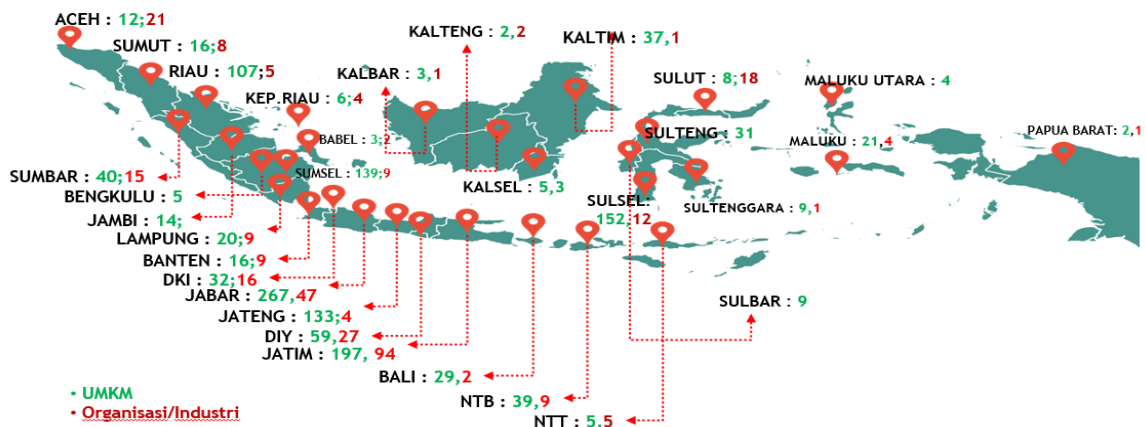 ACEH : 12;21
SUMUT : 16;8
RIAU : 107;5
KEP.RIAU : 6;4
BABEL : 3;2
SUMSEL : 139;9
SUMBAR : 40;15
BENGKULU : 5
JAMBI : 14;
LAMPUNG : 20;9
BANTEN : 16;9
DKI : 32;16
JABAR : 267,47
JATENG : 133;4
DIY : 59,27
JATIM : 197, 94
BALI : 29,2
NTB : 39,9
NTT : 5,5
KALBAR : 3,1
KALTENG : 2,2
KALTIM : 37,1
KALSEL : 5,3
SULUT : 8;18
SULTENG : 31
SULSEL:
152,12
SULTENGGARA : 9,1
SULBAR : 9
MALUKU UTARA : 4
MALUKU : 21,4
PAPUA BARAT: 2,1
• UMKM
• Organisasi/Industri